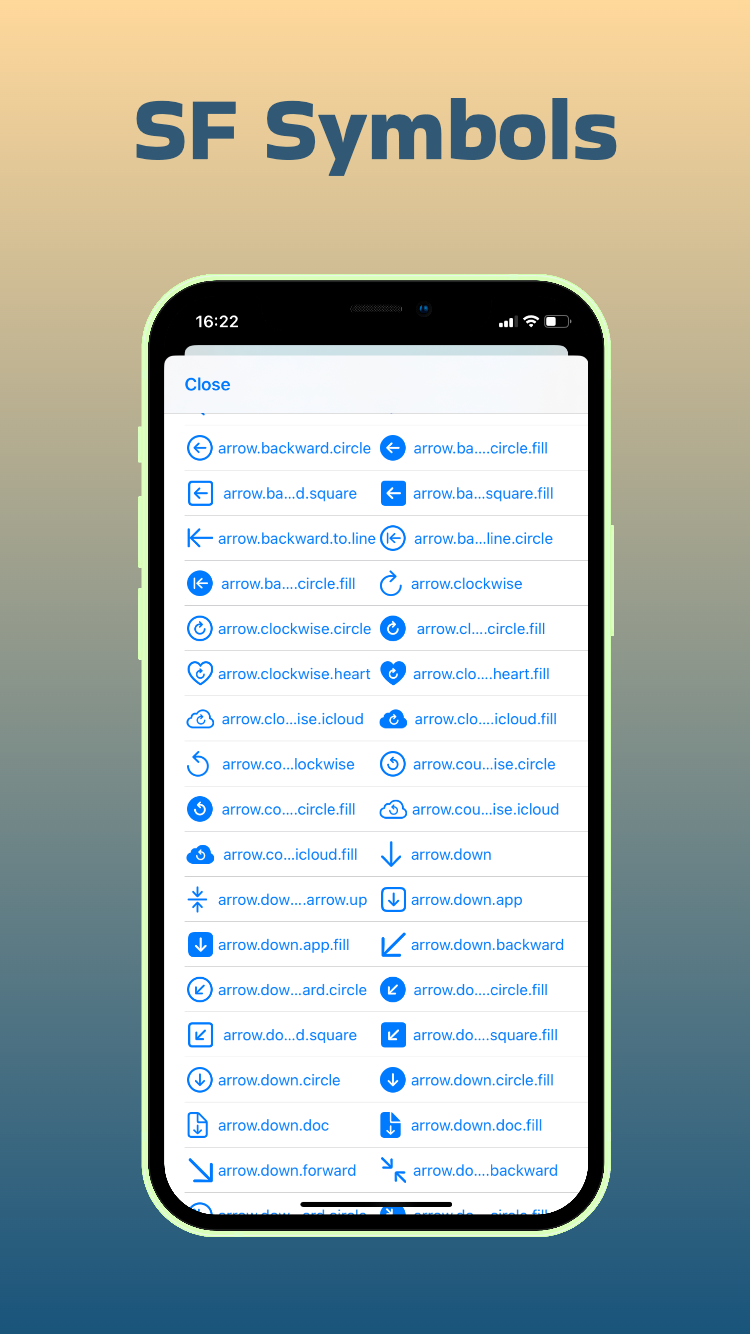 SF Symbols
16:22
Close
arrow.backward.circle arrow.ba....circle.fill
arrow.ba...d.square arrow.ba...square.fill
arrow.backward.to.line arrow.ba...line.circle
arrow.ba....circle.fill arrow.clockwise
arrow.clockwise.circle arrow.cl....circle.fill
arrow.clockwise.heart arrow.clo....heart.fill
arrow.clo...ise.icloud arrow.clo....icloud.fill
arrow.co...lockwise arrow.cou...ise.circle
arrow.co....circle.fill arrow.cou...ise.icloud
arrow.co...icloud.fill arrow.down
arrow.dow....arrow.up arrow.down.app
arrow.down.app.fill arrow.down.backward
arrow.dow...ard.circle arrow.do....circle.fill
arrow.do...d.square arrow.do....square.fill
arrow.down.circle arrow.down.circle.fill
arrow.down.doc arrow.down.doc.fill
arrow.down.forward arrow.do....backward